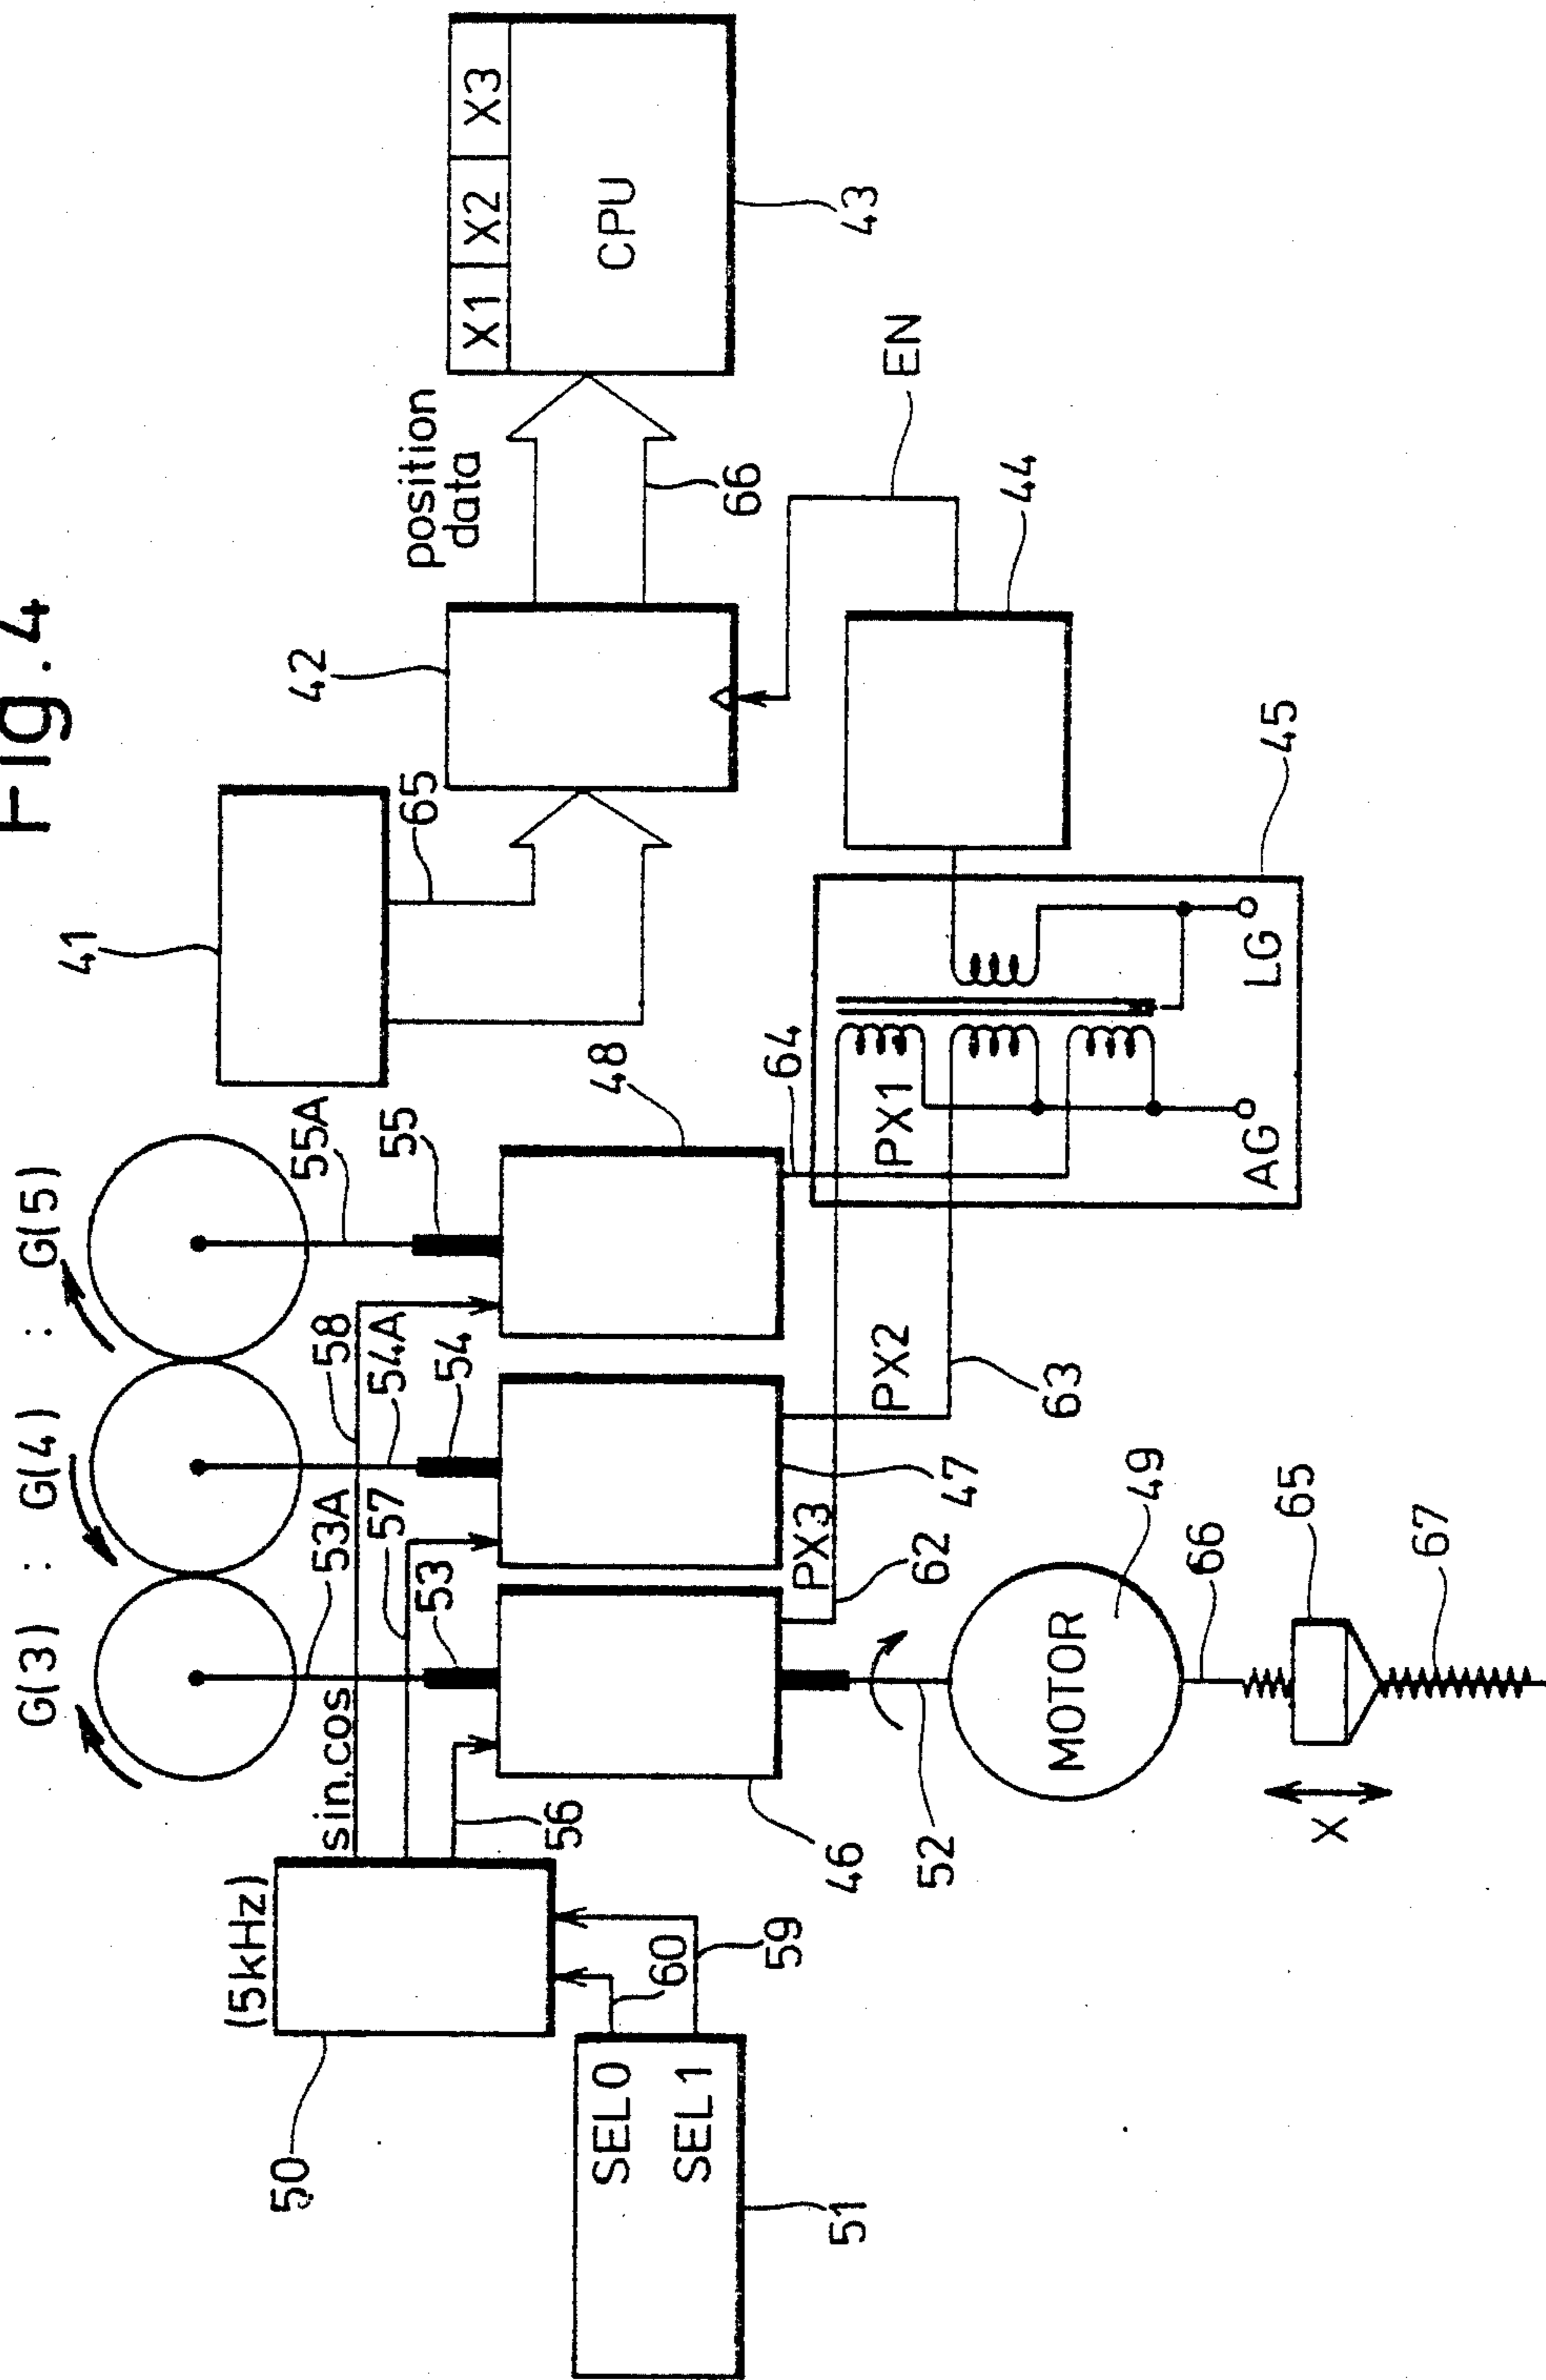 Fig.4
G(3) : G(4) : G(5)
41
42
65
position
data
66
X1 X2 X3
CPU
43
EN
44
45
LG
AG
64
PX1
48
55A
55
58
54A
54
53A
57
53
sin.cos
(5kHz)
50
56
60
59
SEL0
SEL1
51
46
52
PX3
62
47
PX2
63
MOTOR
49
66
65
67
X